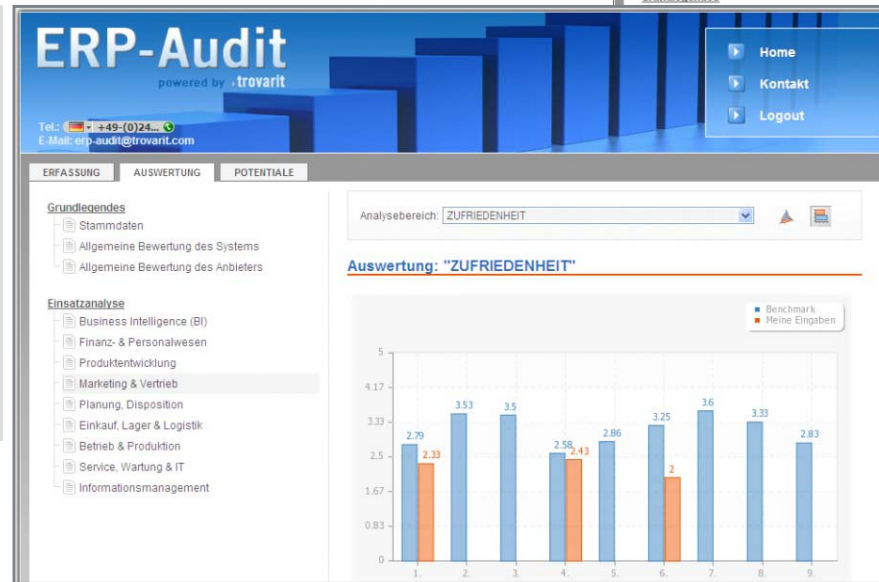 ERP-Audit
powered by trovarit
Tel.: +49-(0)24...
E-Mail: erp-audit@trovarit.com
Home
Kontakt
Logout
ERFASSUNG
AUSWERTUNG
POTENTIALE
Grundlegendes
Stammdaten
Allgemeine Bewertung des Systems
Allgemeine Bewertung des Anbieters
Einsatzanalyse
Business Intelligence (BI)
Finanz- & Personalwesen
Produktentwicklung
Marketing & Vertrieb
Planung, Disposition
Einkauf, Lager & Logistik
Betrieb & Produktion
Service, Wartung & IT
Informationsmanagement
Analysebereich: ZUFRIEDENHEIT
Auswertung: "ZUFRIEDENHEIT"
Benchmark
Meine Eingaben
5
4.17
3.33
2.5
1.67
0.83
0
2.79
2.33
3.53
3.5
2.58
2.43
2.86
3.25
2
3.6
3.33
2.83
1. 2. 3. 4. 5. 6. 7. 8. 9.